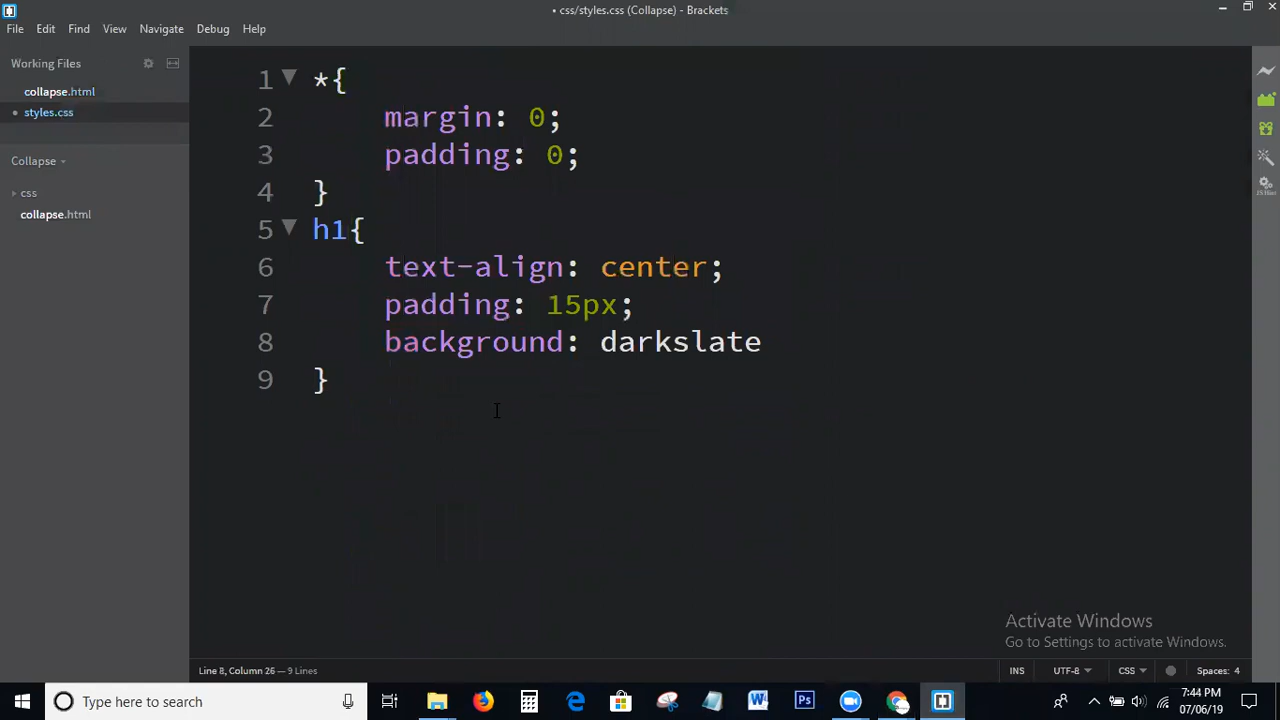 css/styles.css (Collapse) - Brackets
File Edit Find View Navigate Debug Help
Working Files
collapse.html
styles.css
Collapse
css
collapse.html
1 *{
2 margin: 0;
3 padding: 0;
4 }
5 h1{
6 text-align: center;
7 padding: 15px;
8 background: darkslate
9 }
Activate Windows
Go to Settings to activate Windows.
Line 8, Column 26 — 9 Lines
INS UTF-8 CSS Spaces: 4
Type here to search
7:44 PM
07/06/19